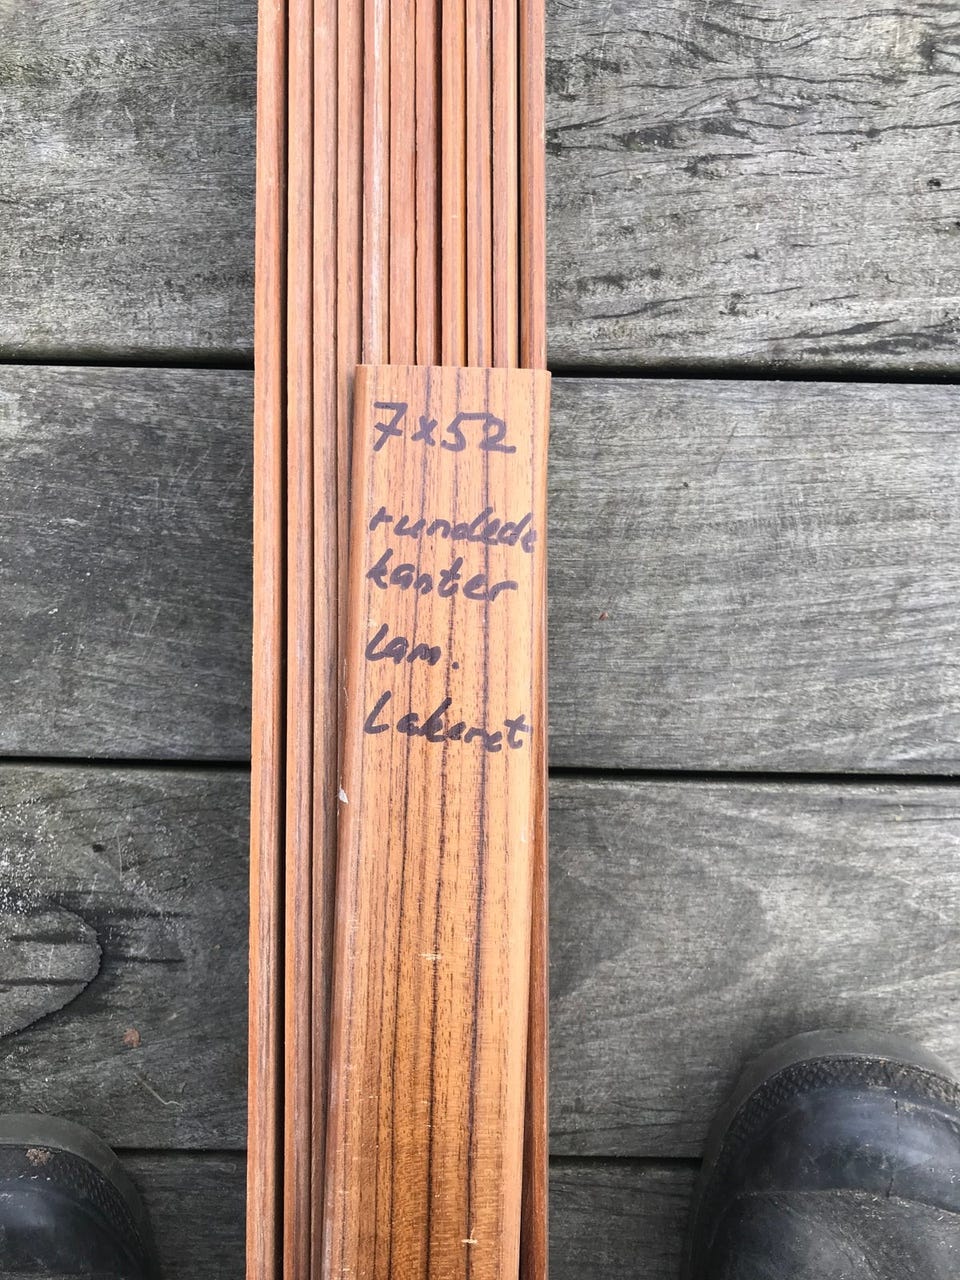 7x52
rundede
kanter
Lam.
Lakeret